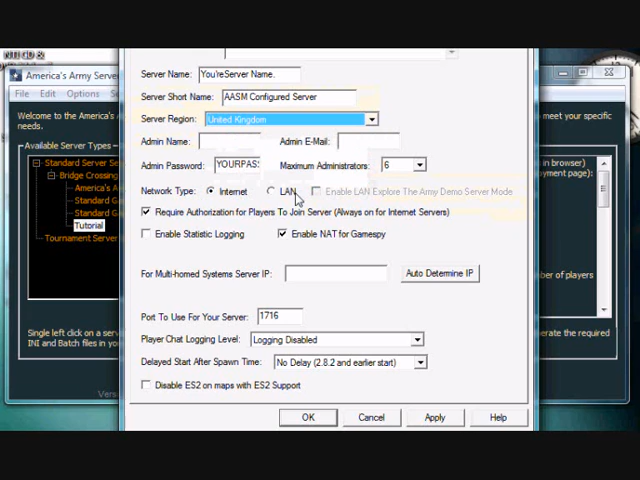 NTI CD &
America's Army Serve
File Edit Options
Welcome to the America's A
needs.
meet your specific
Available Server Types
Standard Server Se
Bridge Crossing
America's A
Standard G
Standard G
Tutorial
Tournament Server
in browser)
ayment page):
ber of players
Single left click on a serv
INI and Batch files in yo
erate the required
Vers
Server Name: You'reServer Name.
Server Short Name: AASM Configured Server
Server Region: United Kingdom
Admin Name: Admin E-Mail:
Admin Password: YOURPAS Maximum Administrators: 6
Network Type: Internet LAN Enable LAN Explore The Army Demo Server Mode
Require Authorization for Players To Join Server (Always on for Internet Servers)
Enable Statistic Logging Enable NAT for Gamespy
For Multi-homed Systems Server IP: Auto Determine IP
Port To Use For Your Server: 1716
Player Chat Logging Level: Logging Disabled
Delayed Start After Spawn Time: No Delay (2.8.2 and earlier start)
Disable ES2 on maps with ES2 Support
OK Cancel Apply Help